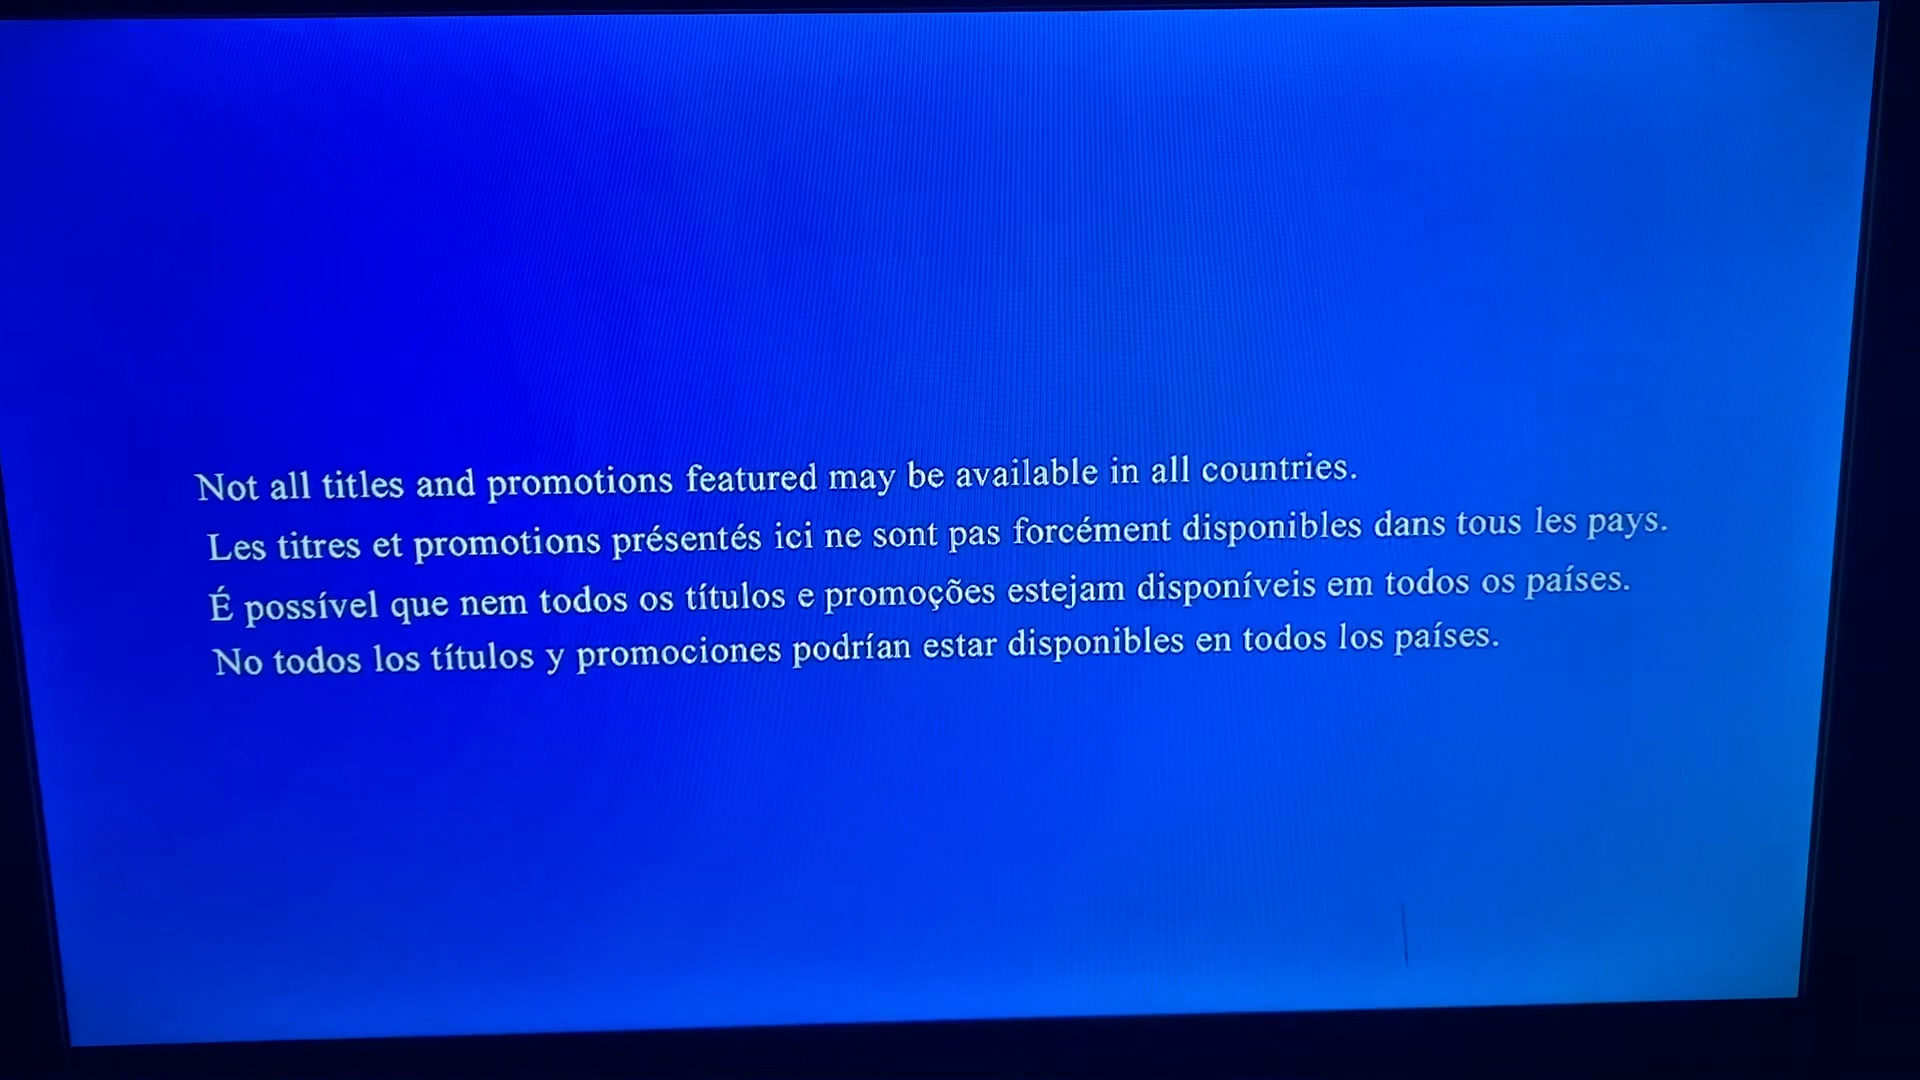 Not all titles and promotions featured may be available in all countries.
Les titres et promotions présentés ici ne sont pas forcément disponibles dans tous les pays.
É possível que nem todos os títulos e promoções estejam disponíveis em todos os países.
No todos los títulos y promociones podrían estar disponibles en todos los países.